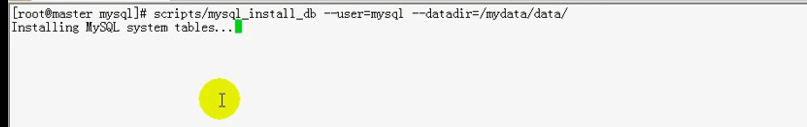 [root@master mysql]# scripts/mysql_install_db --user=mysql --datadir=/mydata/data/
Installing MySQL system tables...